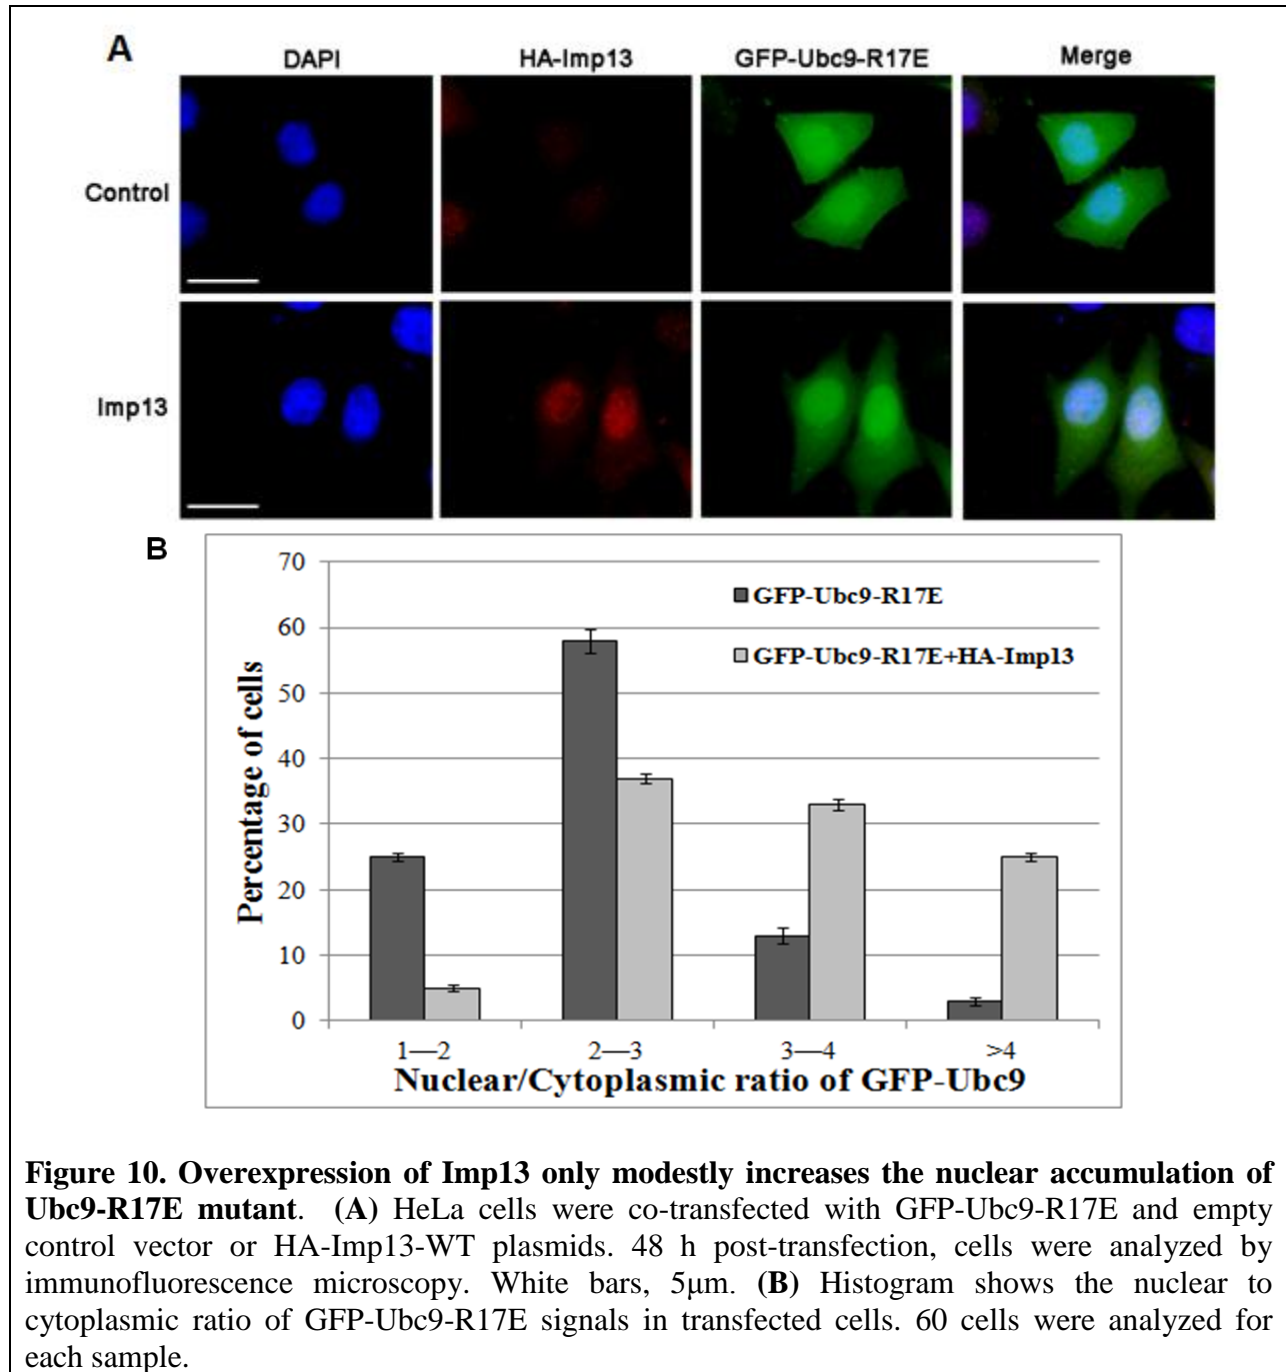 A
DAPI HA-Imp13 GFP-Ubc9-R17E Merge
Control
Imp13
B
70
60
50
40
30
20
10
0
GFP-Ubc9-R17E
GFP-Ubc9-R17E+HA-Imp13
Percentage of cells
1—2 2—3 3—4 >4
Nuclear/Cytoplasmic ratio of GFP-Ubc9
Figure 10. Overexpression of Imp13 only modestly increases the nuclear accumulation of
Ubc9-R17E mutant. (A) HeLa cells were co-transfected with GFP-Ubc9-R17E and empty
control vector or HA-Imp13-WT plasmids. 48 h post-transfection, cells were analyzed by
immunofluorescence microscopy. White bars, 5μm. (B) Histogram shows the nuclear to
cytoplasmic ratio of GFP-Ubc9-R17E signals in transfected cells. 60 cells were analyzed for
each sample.